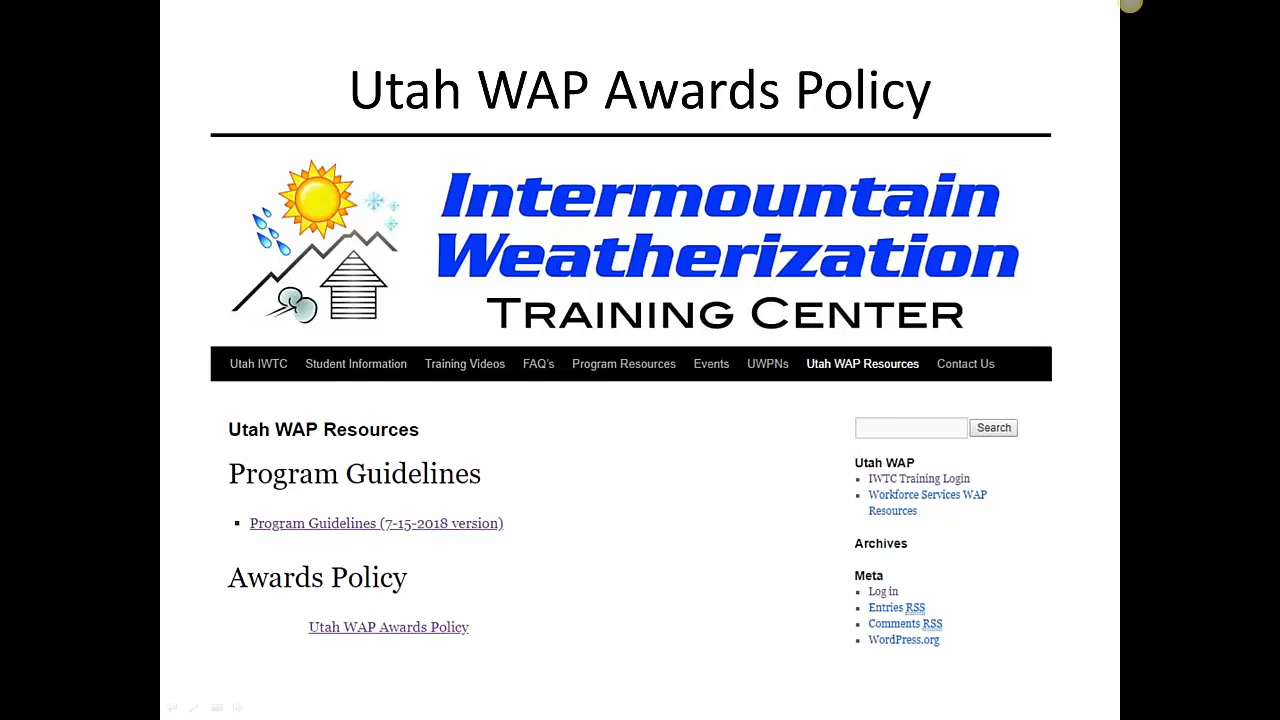 Utah WAP Awards Policy
Intermountain
Weatherization
TRAINING CENTER
Utah IWTC Student Information Training Videos FAQ's Program Resources Events UWPNs Utah WAP Resources Contact Us
Utah WAP Resources
Program Guidelines
Program Guidelines (7-15-2018 version)
Awards Policy
Utah WAP Awards Policy
Search
Utah WAP
IWTC Training Login
Workforce Services WAP
Resources
Archives
Meta
Log in
Entries RSS
Comments RSS
WordPress.org